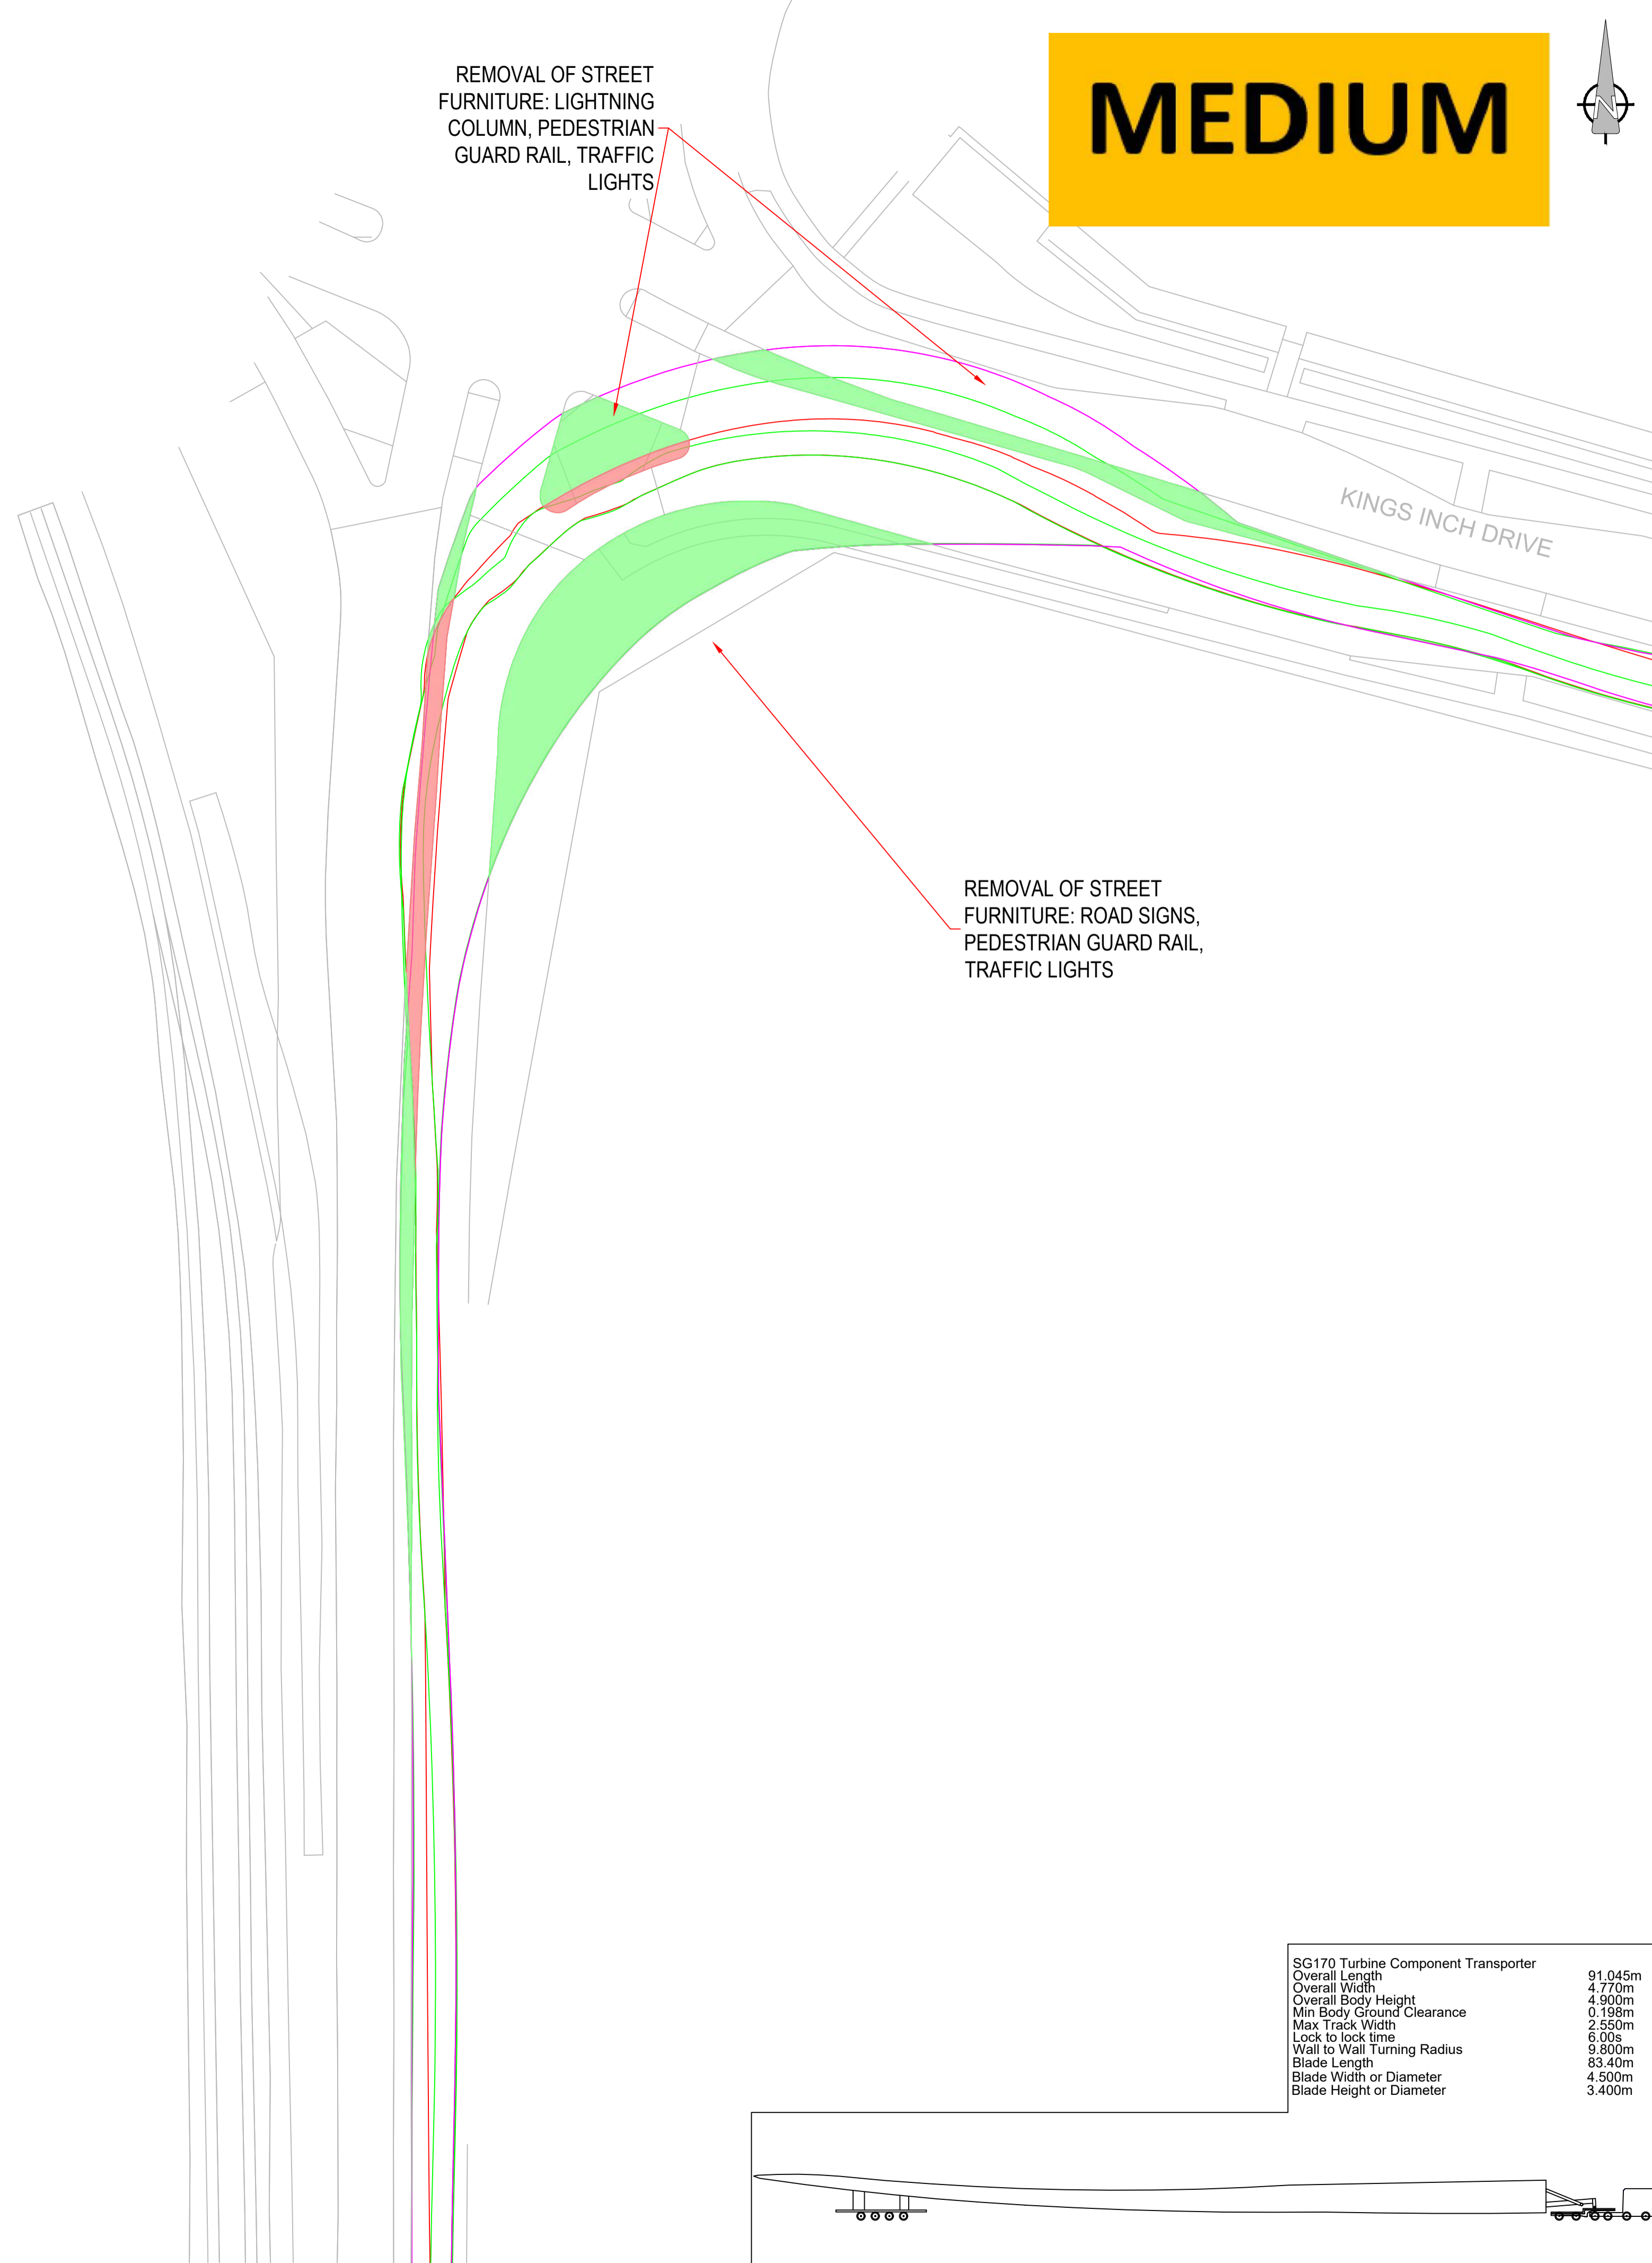 REMOVAL OF STREET
FURNITURE: LIGHTNING
COLUMN, PEDESTRIAN
GUARD RAIL, TRAFFIC
LIGHTS
MEDIUM
N
KINGS INCH DRIVE
REMOVAL OF STREET
FURNITURE: ROAD SIGNS,
PEDESTRIAN GUARD RAIL,
TRAFFIC LIGHTS
SG170 Turbine Component Transporter
Overall Length 91.045m
Overall Width 4.770m
Overall Body Height 4.900m
Min Body Ground Clearance 0.198m
Max Track Width 2.550m
Lock to lock time 6.00s
Wall to Wall Turning Radius 9.800m
Blade Length 83.40m
Blade Width or Diameter 4.500m
Blade Height or Diameter 3.400m